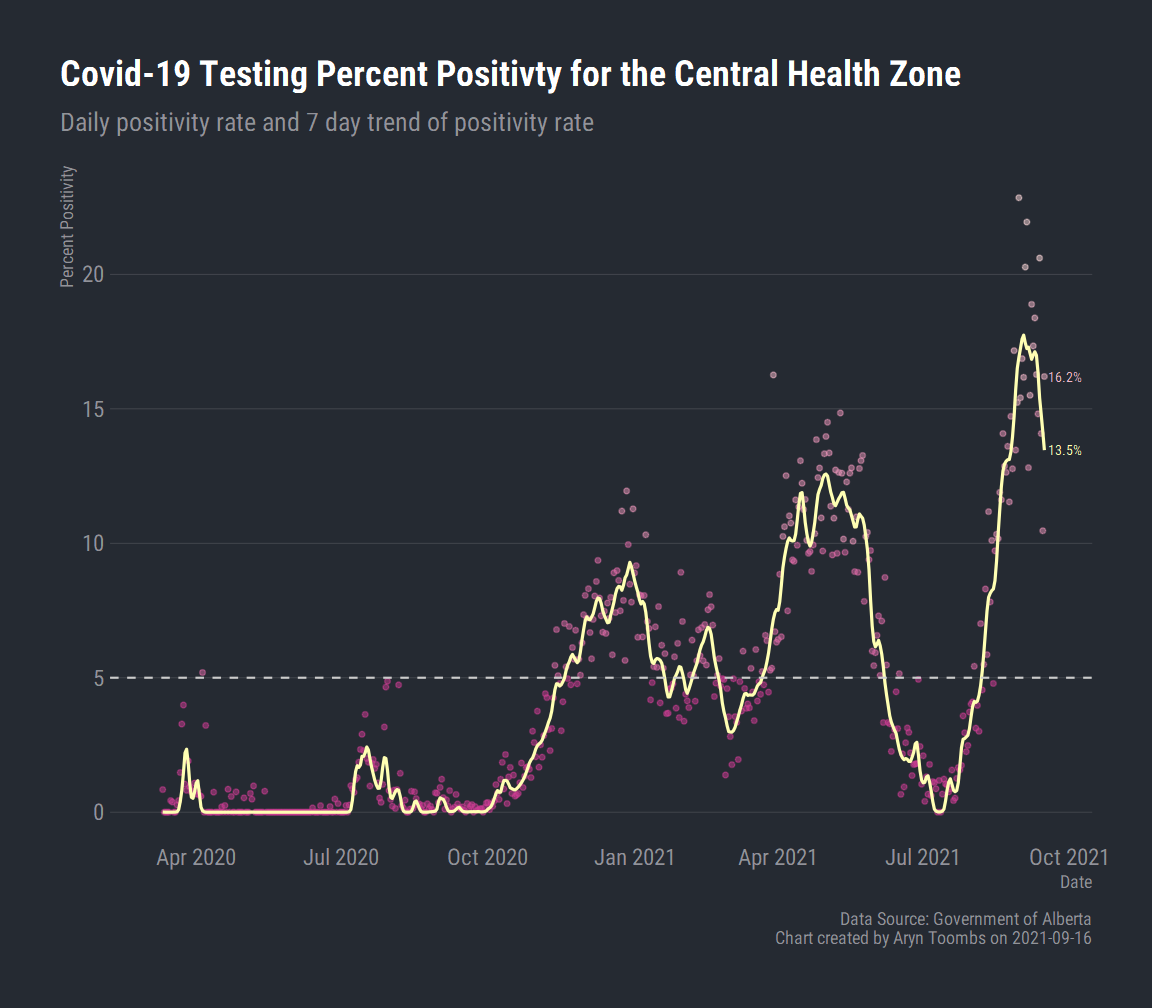 Covid-19 Testing Percent Positivty for the Central Health Zone
Daily positivity rate and 7 day trend of positivity rate
Percent Positivity
20
15
10
5
0
16.2%
13.5%
Apr 2020
Jul 2020
Oct 2020
Jan 2021
Apr 2021
Jul 2021
Oct 2021
Date
Data Source: Government of Alberta
Chart created by Aryn Toombs on 2021-09-16